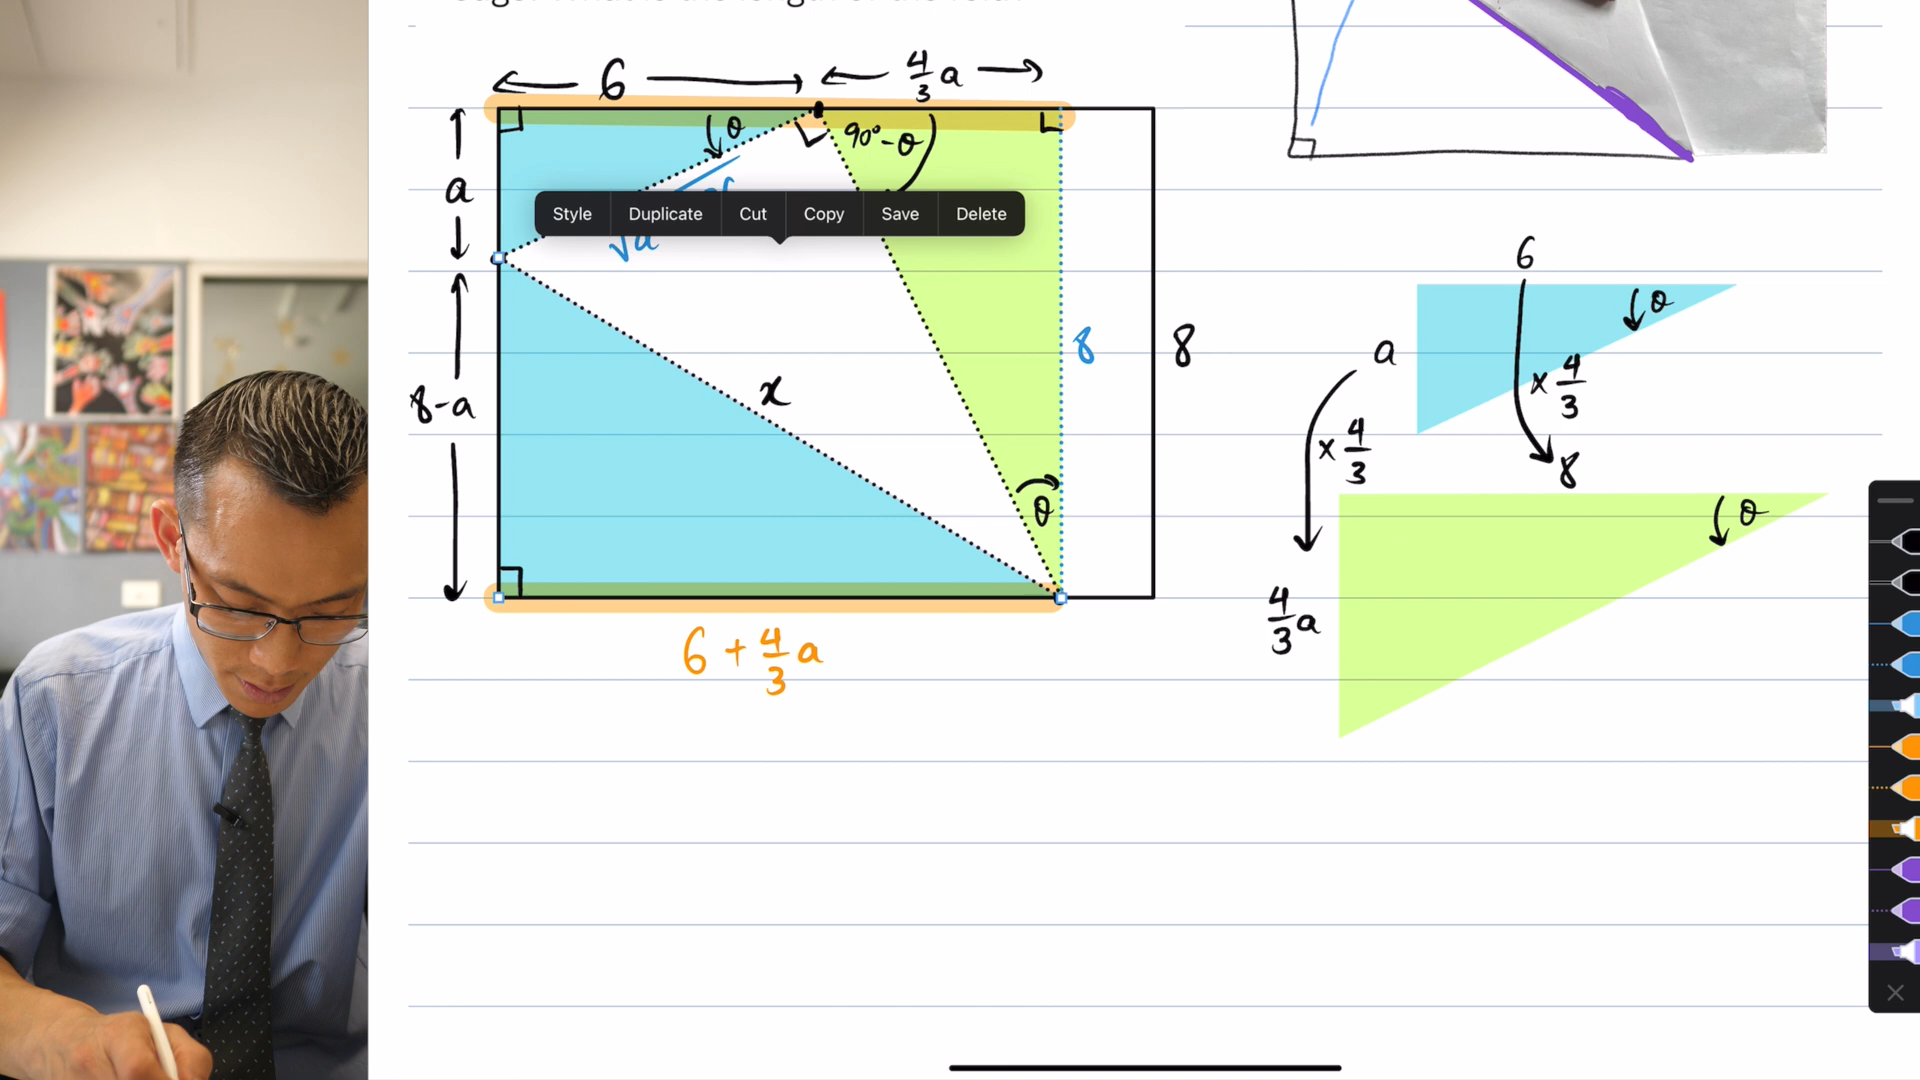 6
4/3 a
θ
90°-θ
a
Style Duplicate Cut Copy Save Delete
8-a
x
8
8
θ
6 + 4/3 a
6
θ
a
× 4/3
× 4/3
8
θ
4/3 a